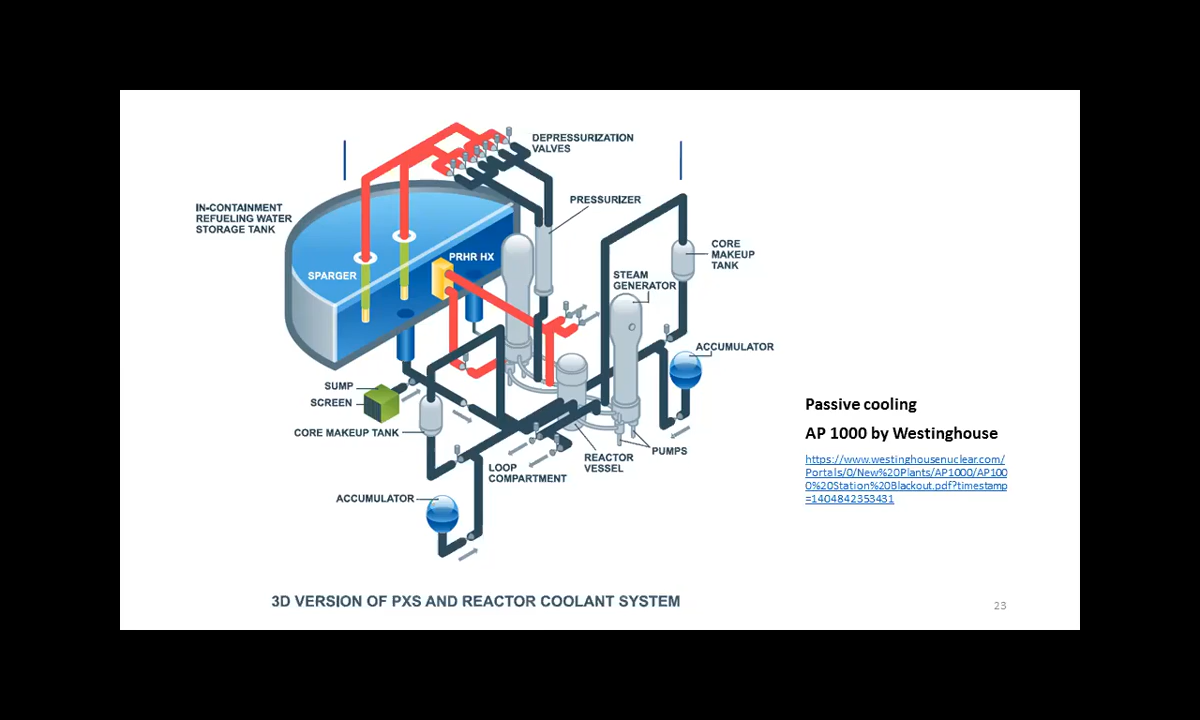 DEPRESSURIZATION
VALVES
PRESSURIZER
IN-CONTAINMENT
REFUELING WATER
STORAGE TANK
CORE
MAKEUP
TANK
PRHR HX
SPARGER
STEAM
GENERATOR
ACCUMULATOR
SUMP
SCREEN
CORE MAKEUP TANK
PUMPS
REACTOR
VESSEL
LOOP
COMPARTMENT
ACCUMULATOR
3D VERSION OF PXS AND REACTOR COOLANT SYSTEM
Passive cooling
AP 1000 by Westinghouse
https://www.westinghousenuclear.com/
Portals/0/New%20Plants/AP1000/AP100
0%20Station%20Blackout.pdf?timestamp
=1404842353431
23